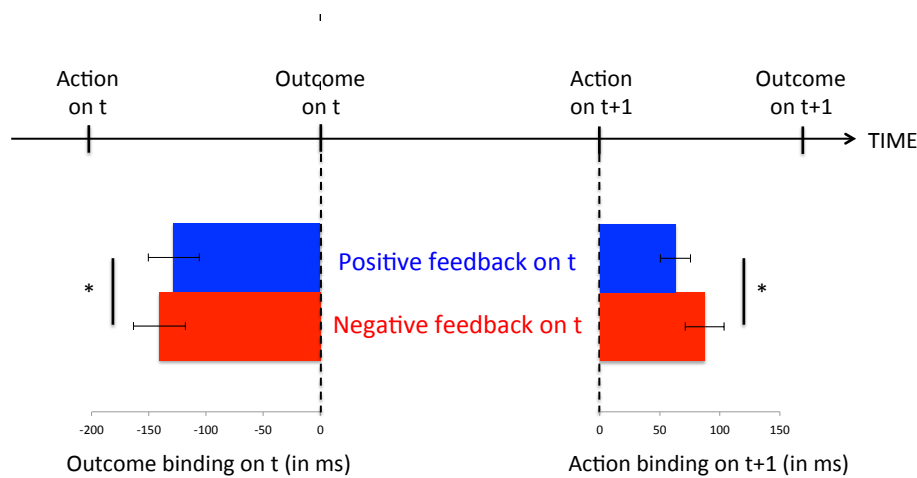 Action Outcome Action Outcome
on t on t on t+1 on t+1
TIME
Positive feedback on t
* *
Negative feedback on t
-200 -150 -100 -50 0 0 50 100 150
Outcome binding on t (in ms) Action binding on t+1 (in ms)